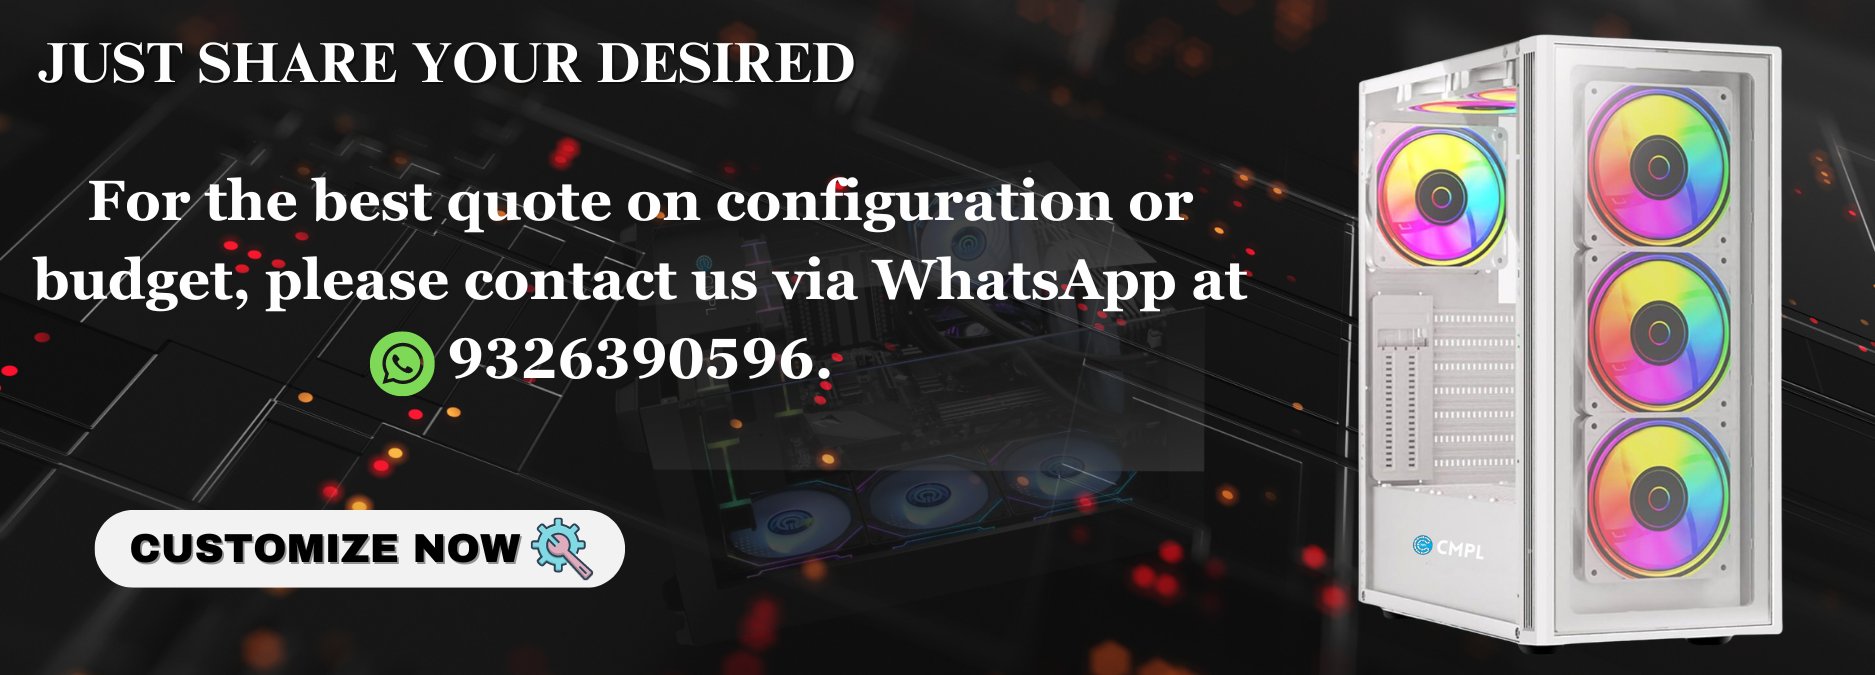 JUST SHARE YOUR DESIRED
For the best quote on configuration or
budget, please contact us via WhatsApp at
9326390596.
CUSTOMIZE NOW
CMPL